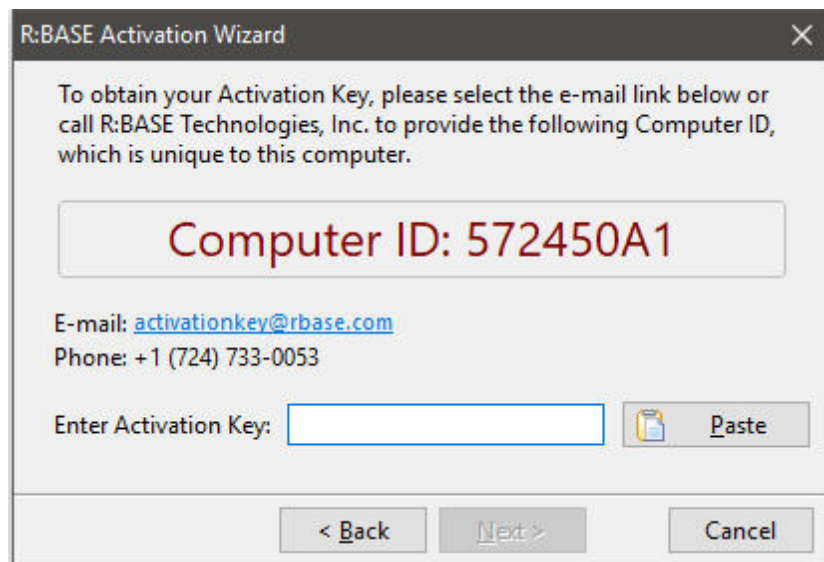 R:BASE Activation Wizard
To obtain your Activation Key, please select the e-mail link below or
call R:BASE Technologies, Inc. to provide the following Computer ID,
which is unique to this computer.
Computer ID: 572450A1
E-mail: activationkey@rbase.com
Phone: +1 (724) 733-0053
Enter Activation Key: Paste
< Back Next > Cancel